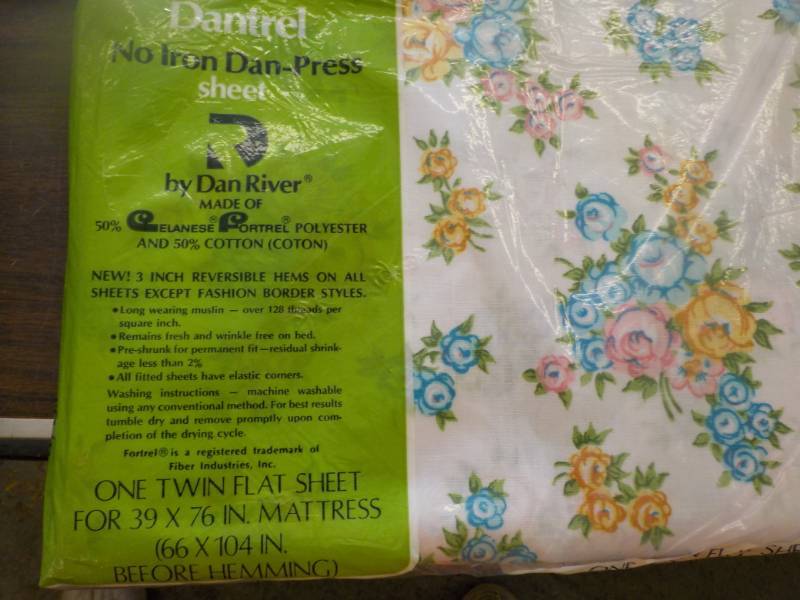 Dantrel
No Iron Dan-Press
sheet
by Dan River®
MADE OF
50% CELANESE® FORTREL® POLYESTER
AND 50% COTTON (COTON)
NEW! 3 INCH REVERSIBLE HEMS ON ALL
SHEETS EXCEPT FASHION BORDER STYLES.
• Long wearing muslin — over 128 threads per
square inch.
• Remains fresh and wrinkle free on bed.
• Pre-shrunk for permanent fit—residual shrink-
age less than 2%
• All fitted sheets have elastic corners.
Washing instructions — machine washable
using any conventional method. For best results
tumble dry and remove promptly upon com-
pletion of the drying cycle.
Fortrel® is a registered trademark of
Fiber Industries, Inc.
ONE TWIN FLAT SHEET
FOR 39 X 76 IN. MATTRESS
(66 X 104 IN.
BEFORE HEMMING)